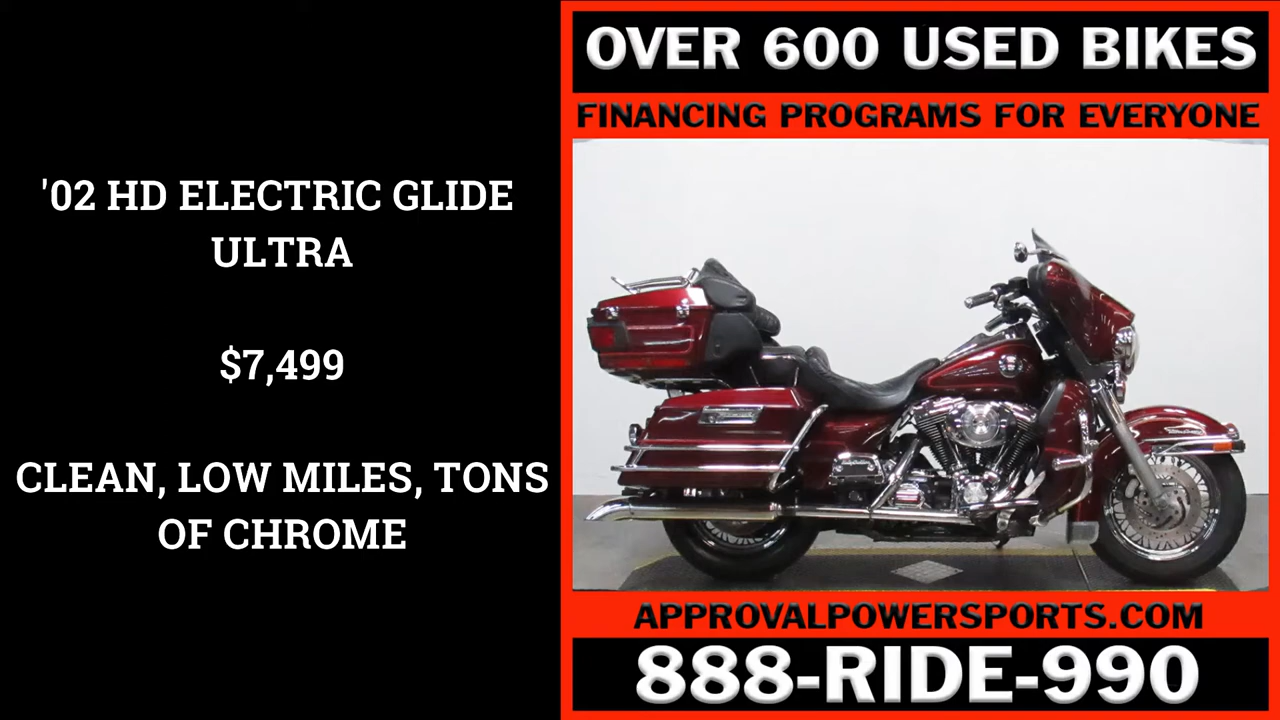 '02 HD ELECTRIC GLIDE
ULTRA
$7,499
CLEAN, LOW MILES, TONS
OF CHROME
OVER 600 USED BIKES
FINANCING PROGRAMS FOR EVERYONE
APPROVALPOWERSPORTS.COM
888-RIDE-990